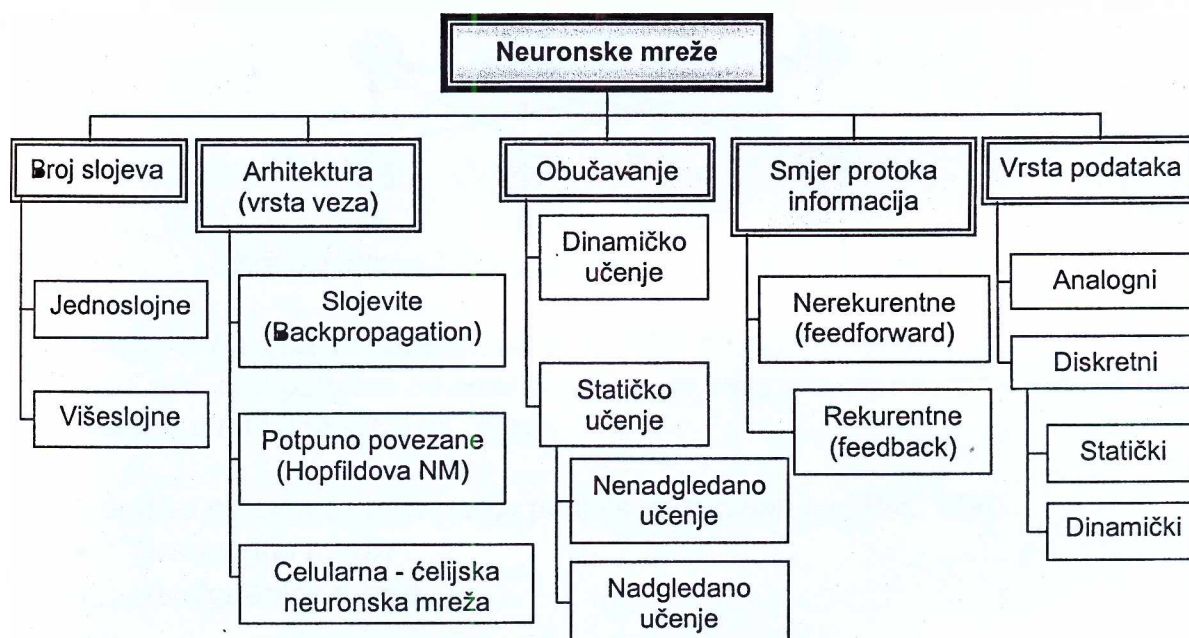 Neuronske mreže
Broj slojeva
Jednoslojne
Višeslojne
Arhitektura
(vrsta veza)
Slojevite
(Backpropagation)
Potpuno povezane
(Hopfildova NM)
Celularna - ćelijska
neuronska mreža
Obučavanje
Dinamičko
učenje
Statičko
učenje
Nenadgledano
učenje
Nadgledano
učenje
Smjer protoka
informacija
Nerekurentne
(feedforward)
Rekurentne
(feedback)
Vrsta podataka
Analogni
Diskretni
Statički
Dinamički